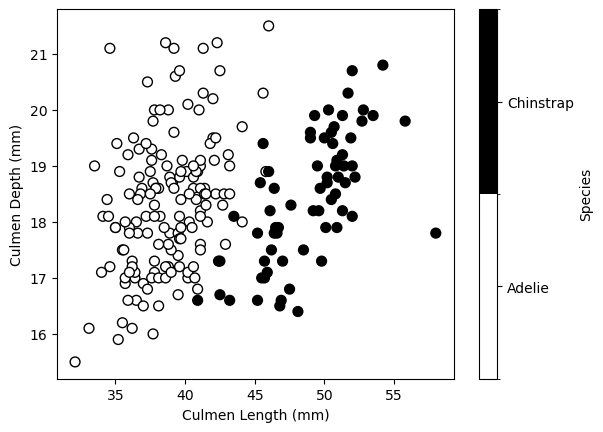 21
20
19
18
17
16
Culmen Depth (mm)
35
40
45
50
55
Culmen Length (mm)
Chinstrap
Adelie
Species